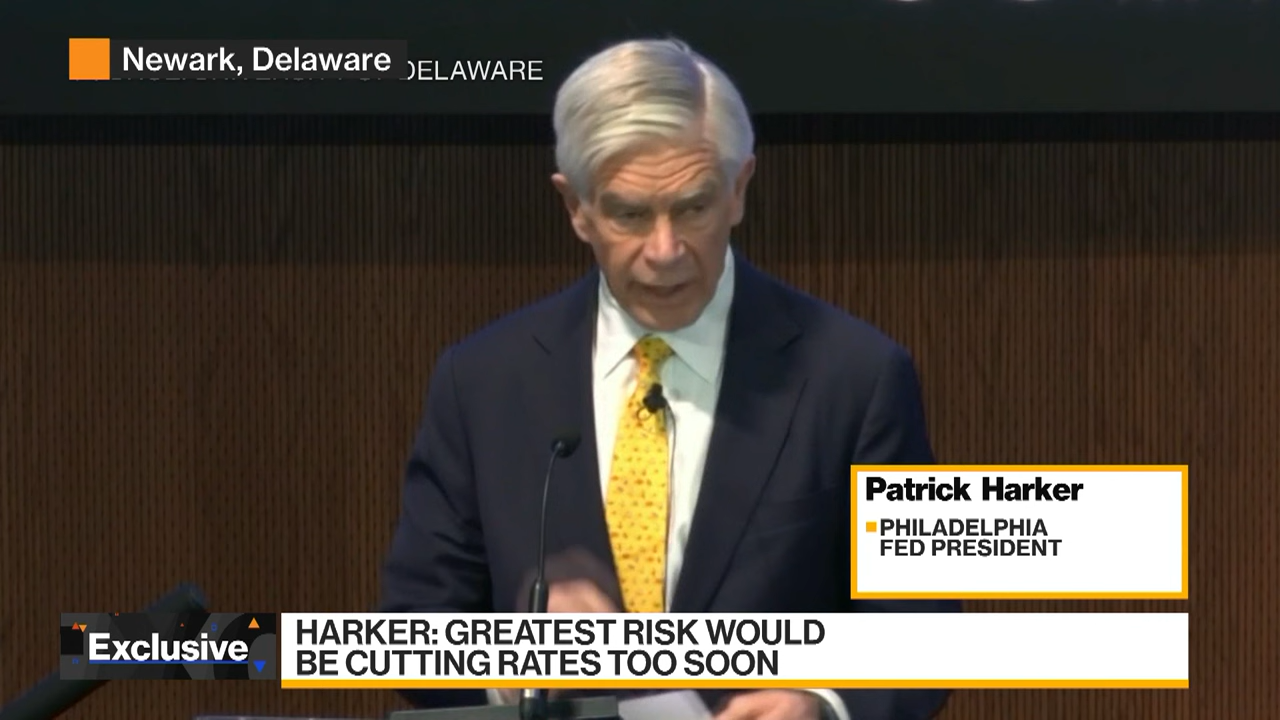 Newark, Delaware
DELAWARE
Patrick Harker
PHILADELPHIA
FED PRESIDENT
Exclusive
HARKER: GREATEST RISK WOULD
BE CUTTING RATES TOO SOON